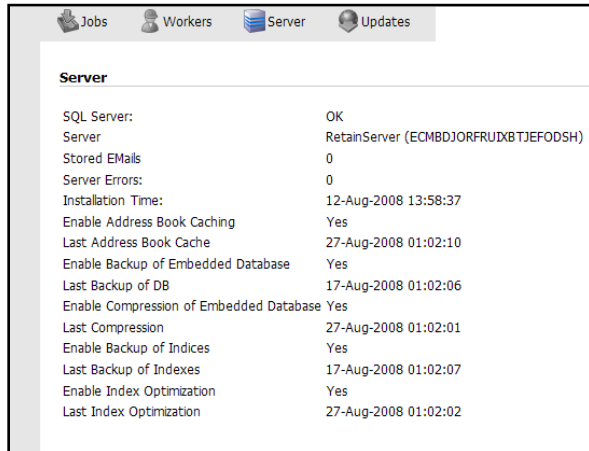 Jobs Workers Server Updates
Server
SQL Server: OK
Server RetainServer (ECMBDJORFRUIXBTJEFODSH)
Stored EMails 0
Server Errors: 0
Installation Time: 12-Aug-2008 13:58:37
Enable Address Book Caching Yes
Last Address Book Cache 27-Aug-2008 01:02:10
Enable Backup of Embedded Database Yes
Last Backup of DB 17-Aug-2008 01:02:06
Enable Compression of Embedded Database Yes
Last Compression 27-Aug-2008 01:02:01
Enable Backup of Indices Yes
Last Backup of Indexes 17-Aug-2008 01:02:07
Enable Index Optimization Yes
Last Index Optimization 27-Aug-2008 01:02:02